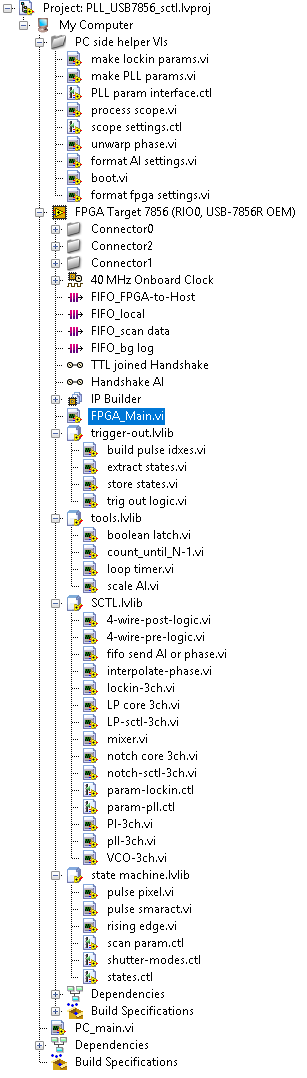 Project: PLL_USB7856_sctl.lvproj
My Computer
PC side helper VIs
make lockin params.vi
make PLL params.vi
PLL param interface.ctl
process scope.vi
scope settings.ctl
unwarp phase.vi
format AI settings.vi
boot.vi
format fpga settings.vi
FPGA Target 7856 (RIO0, USB-7856R OEM)
Connector0
Connector2
Connector1
40 MHz Onboard Clock
FIFO_FPGA-to-Host
FIFO_local
FIFO_scan data
FIFO_bg log
TTL joined Handshake
Handshake AI
IP Builder
FPGA_Main.vi
trigger-out.lvlib
build pulse idxes.vi
extract states.vi
store states.vi
trig out logic.vi
tools.lvlib
boolean latch.vi
count_until_N-1.vi
loop timer.vi
scale AI.vi
SCTL.lvlib
4-wire-post-logic.vi
4-wire-pre-logic.vi
fifo send AI or phase.vi
interpolate-phase.vi
lockin-3ch.vi
LP core 3ch.vi
LP-sctl-3ch.vi
mixer.vi
notch core 3ch.vi
notch-sctl-3ch.vi
param-lockin.ctl
param-pll.ctl
PI-3ch.vi
pll-3ch.vi
VCO-3ch.vi
state machine.lvlib
pulse pixel.vi
pulse smaract.vi
rising edge.vi
scan param.ctl
shutter-modes.ctl
states.ctl
Dependencies
Build Specifications
PC_main.vi
Dependencies
Build Specifications